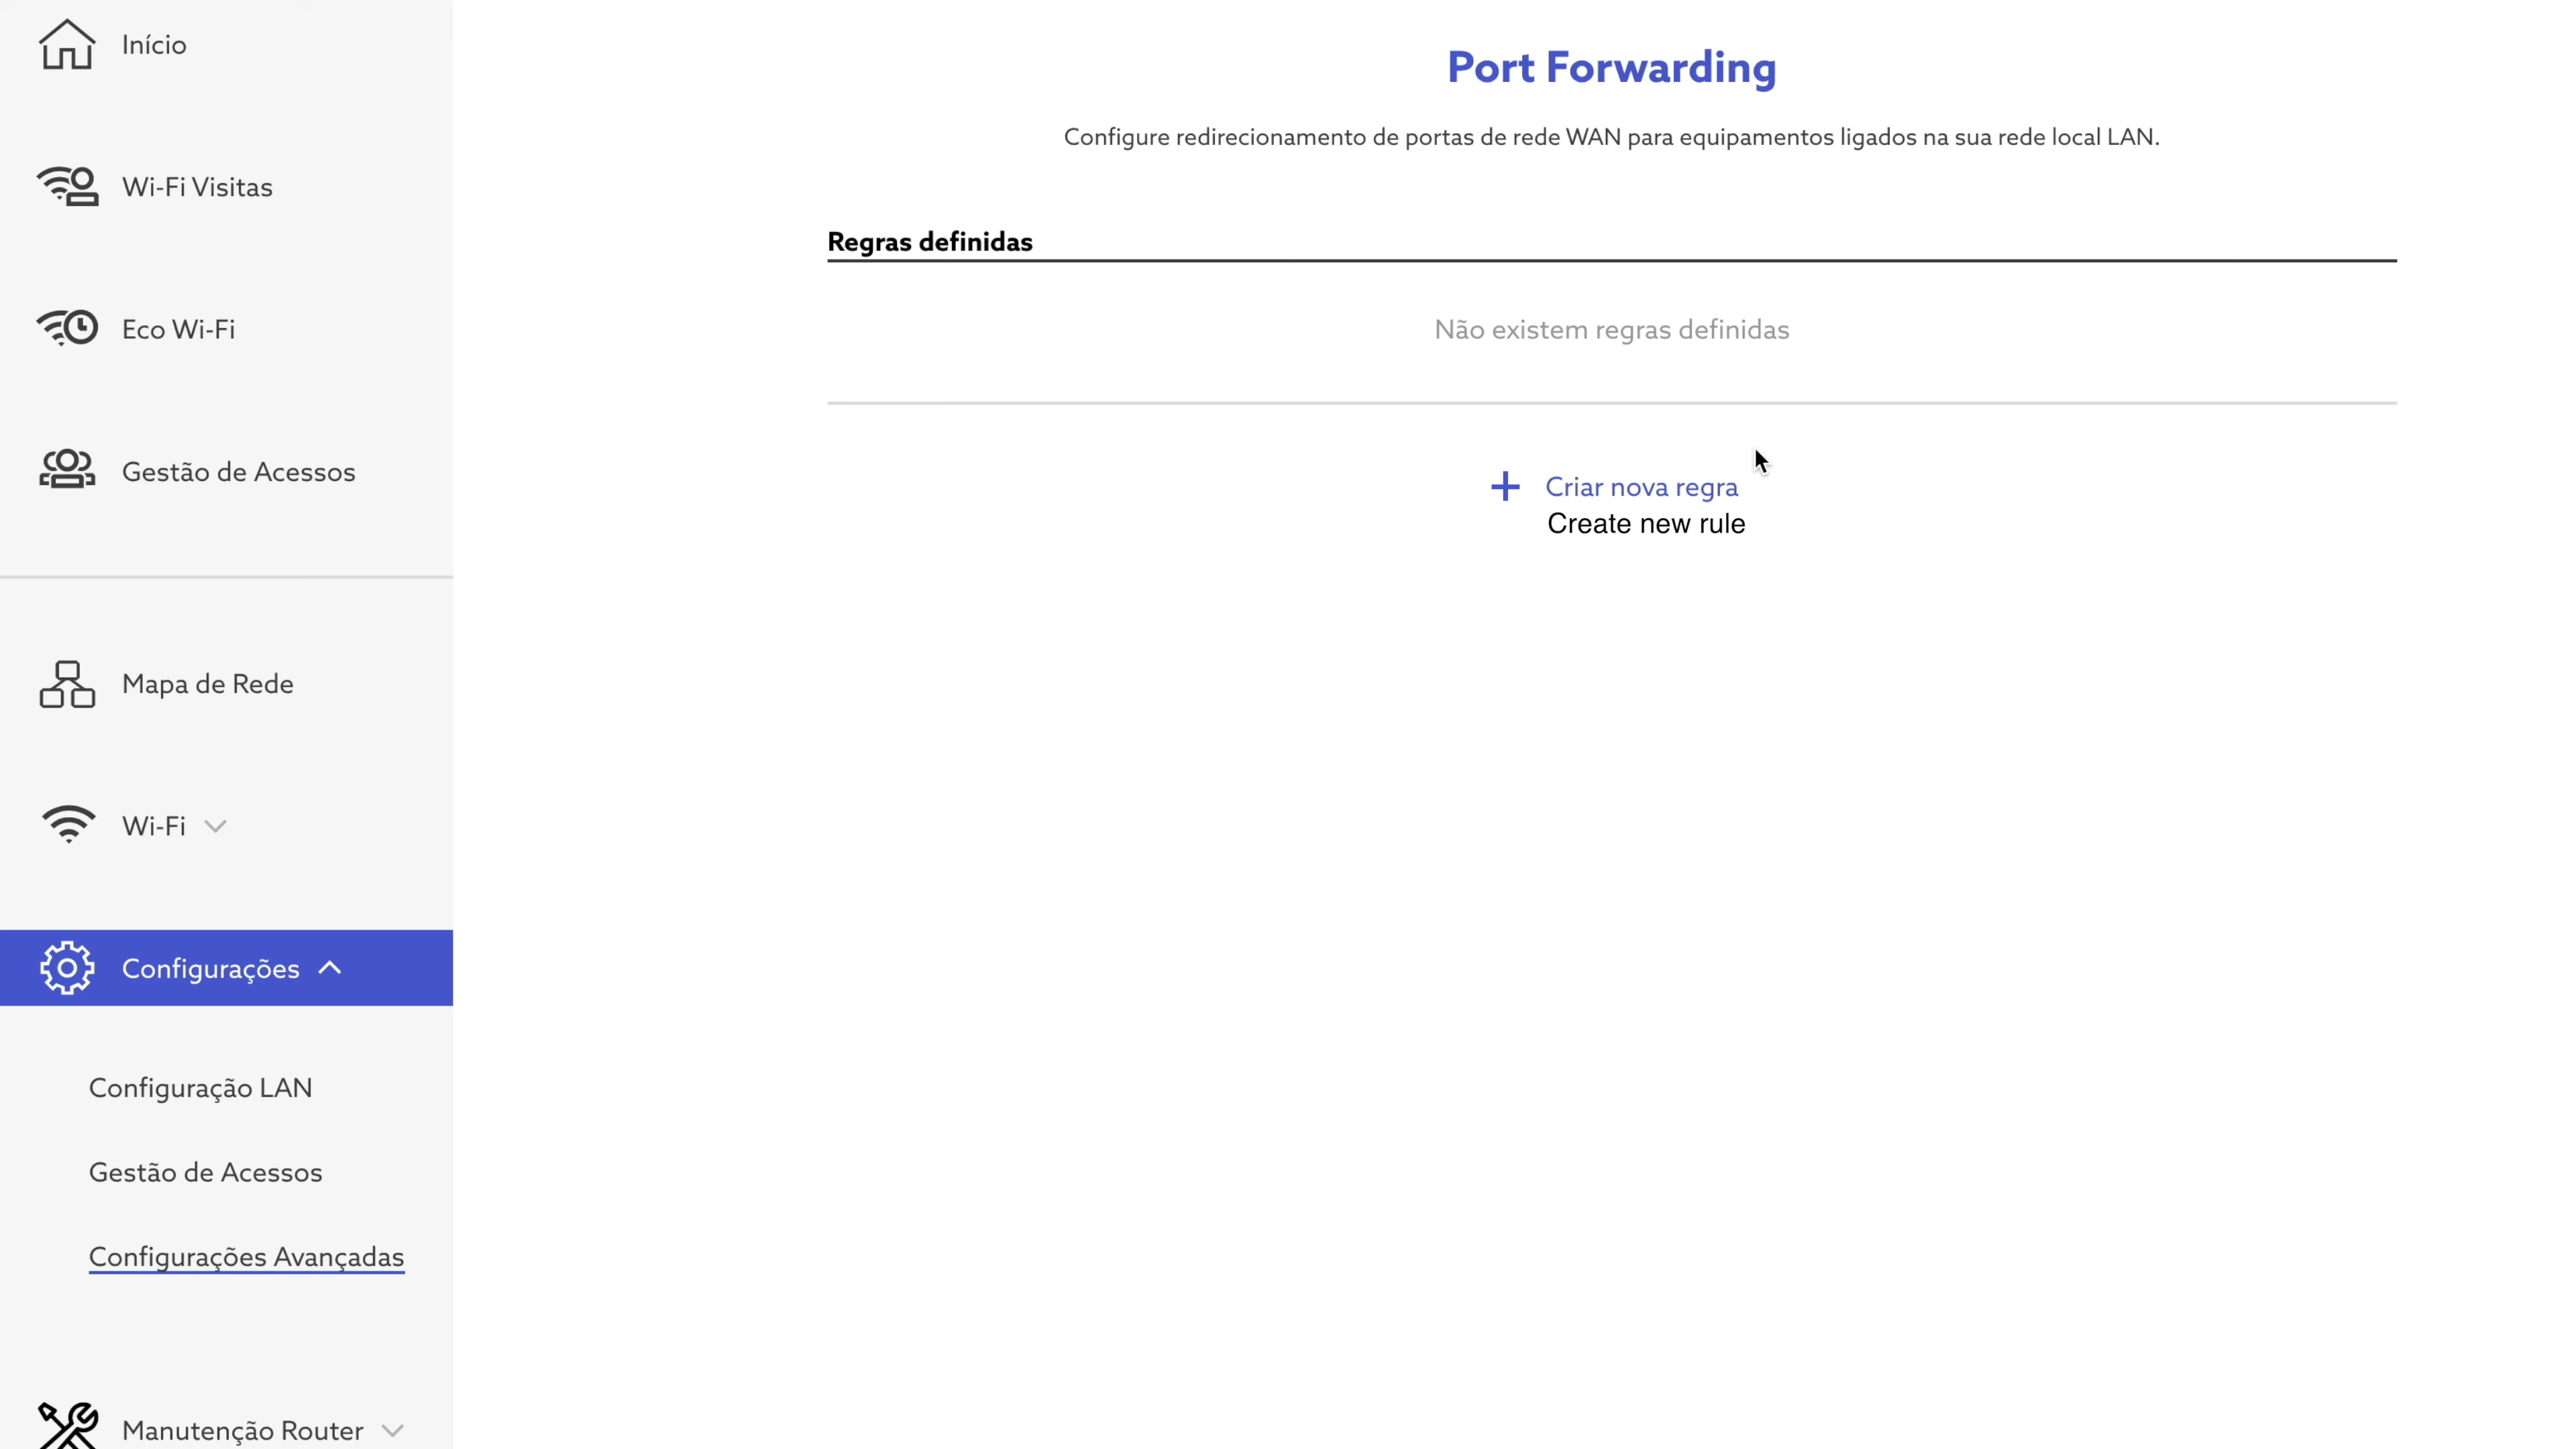 Início
Wi-Fi Visitas
Eco Wi-Fi
Gestão de Acessos
Mapa de Rede
Wi-Fi
Configurações
Configuração LAN
Gestão de Acessos
Configurações Avançadas
Manutenção Router
Port Forwarding
Configure redirecionamento de portas de rede WAN para equipamentos ligados na sua rede local LAN.
Regras definidas
Não existem regras definidas
+ Criar nova regra
Create new rule